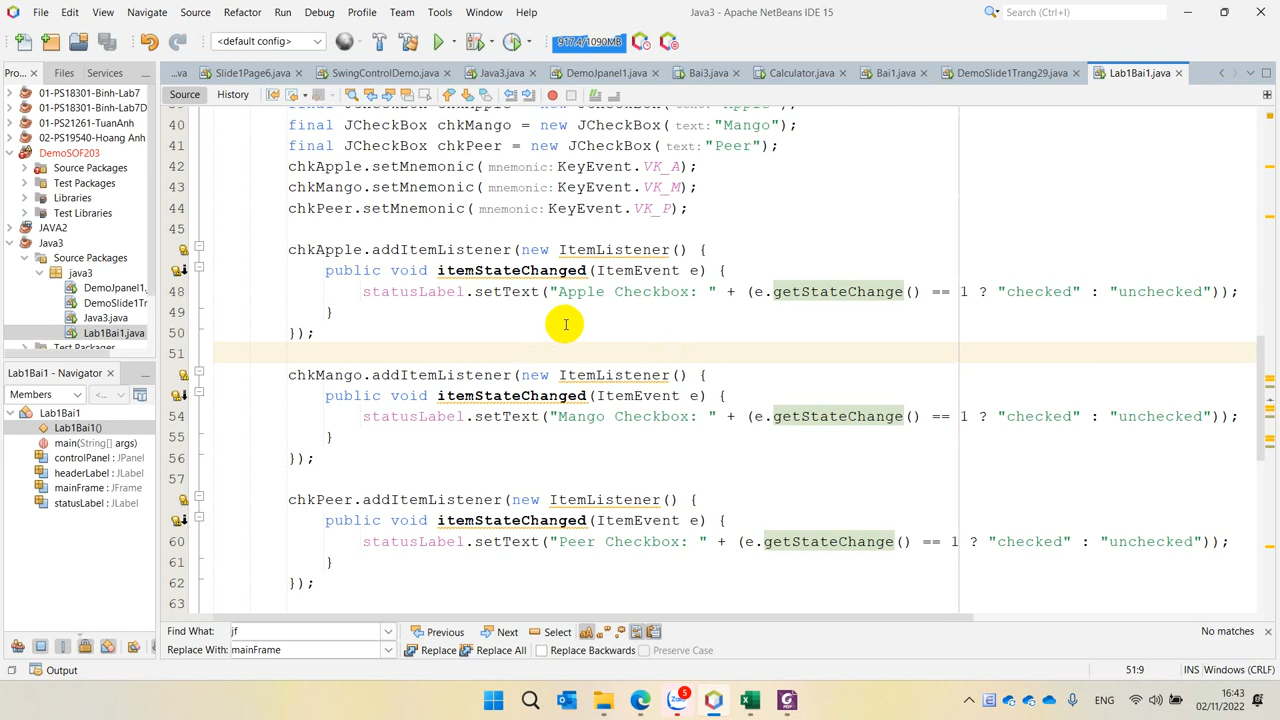 File Edit View Navigate Source Refactor Run Debug Profile Team Tools Window Help
Java3 - Apache NetBeans IDE 15
Search (Ctrl+I)
<default config>
917.4/1090MB
Pro... Files Services
...va Slide1Page6.java SwingControlDemo.java Java3.java DemoJpanel1.java Bai3.java Calculator.java Bai1.java DemoSlide1Trang29.java Lab1Bai1.java
Source History
01-PS18301-Binh-Lab7
01-PS18301-Binh-Lab7D
01-PS21261-TuanAnh
02-PS19540-Hoang Anh
DemoSOF203
Source Packages
Test Packages
Libraries
Test Libraries
JAVA2
Java3
Source Packages
java3
DemoJpanel1.
DemoSlide1Tr
Java3.java
Lab1Bai1.java
Test Packages
Lab1Bai1 - Navigator
Members <...
Lab1Bai1
Lab1Bai1()
main(String[] args)
controlPanel : JPanel
headerLabel : JLabel
mainFrame : JFrame
statusLabel : JLabel
40 final JCheckBox chkMango = new JCheckBox( text: "Mango");
41 final JCheckBox chkPeer = new JCheckBox( text: "Peer");
42 chkApple.setMnemonic( mnemonic: KeyEvent.VK_A);
43 chkMango.setMnemonic( mnemonic: KeyEvent.VK_M);
44 chkPeer.setMnemonic( mnemonic: KeyEvent.VK_P);
45
chkApple.addItemListener(new ItemListener() {
public void itemStateChanged(ItemEvent e) {
48 statusLabel.setText("Apple Checkbox: " + (e.getStateChange() == 1 ? "checked" : "unchecked"));
49 }
50 });
51
chkMango.addItemListener(new ItemListener() {
public void itemStateChanged(ItemEvent e) {
54 statusLabel.setText("Mango Checkbox: " + (e.getStateChange() == 1 ? "checked" : "unchecked"));
55 }
56 });
57
chkPeer.addItemListener(new ItemListener() {
public void itemStateChanged(ItemEvent e) {
60 statusLabel.setText("Peer Checkbox: " + (e.getStateChange() == 1 ? "checked" : "unchecked"));
61 }
62 });
63
Find What: jf Previous Next Select No matches
Replace With: mainFrame Replace Replace All Replace Backwards Preserve Case
Output 51:9 INS Windows (CRLF)
Zalo 5
ENG
16:43
02/11/2022